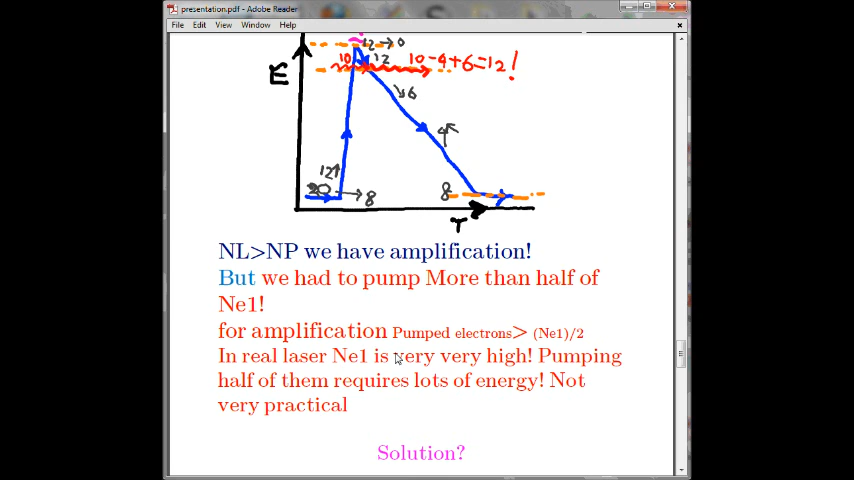 presentation.pdf - Adobe Reader
File Edit View Window Help
12→0
E
10 12 10-4+6=12!
6
4
12
20 →8
8
T
NL>NP we have amplification!
But we had to pump More than half of
Ne1!
for amplification Pumped electrons> (Ne1)/2
In real laser Ne1 is very very high! Pumping
half of them requires lots of energy! Not
very practical
Solution?